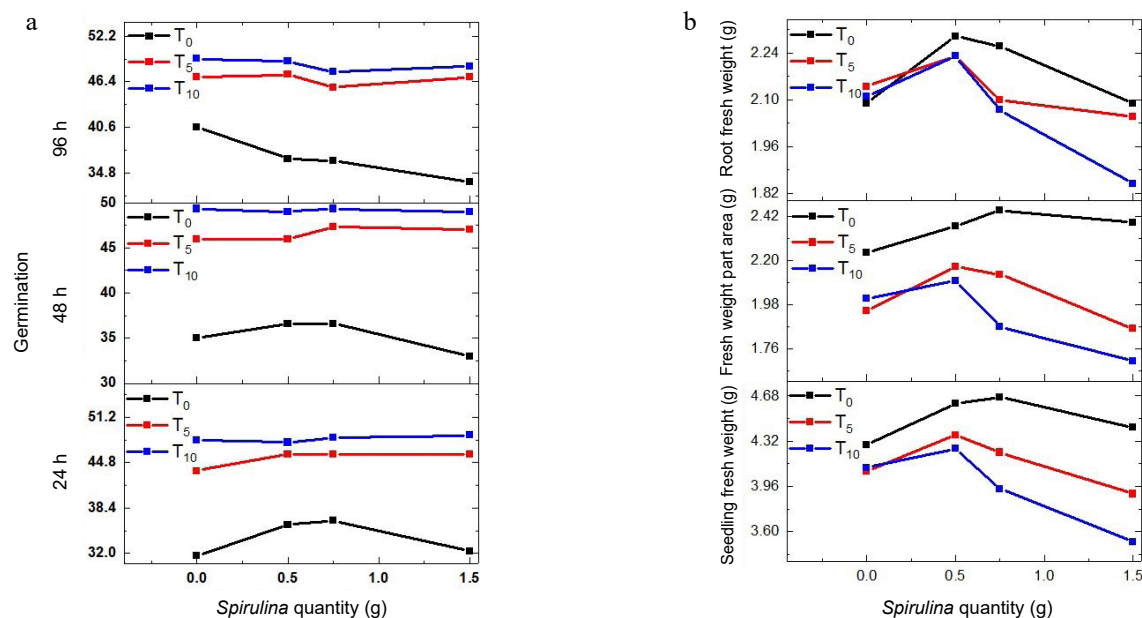 a
Germination
96 h
52.2
46.4
40.6
34.8
T0
T5
T10
48 h
50
45
40
35
30
T0
T5
T10
24 h
51.2
44.8
38.4
32.0
T0
T5
T10
0.0 0.5 1.0 1.5
Spirulina quantity (g)
b
Root fresh weight (g)
2.24
2.10
1.96
1.82
T0
T5
T10
Fresh weight part area (g)
2.42
2.20
1.98
1.76
T0
T5
T10
Seedling fresh weight (g)
4.68
4.32
3.96
3.60
T0
T5
T10
0.0 0.5 1.0 1.5
Spirulina quantity (g)